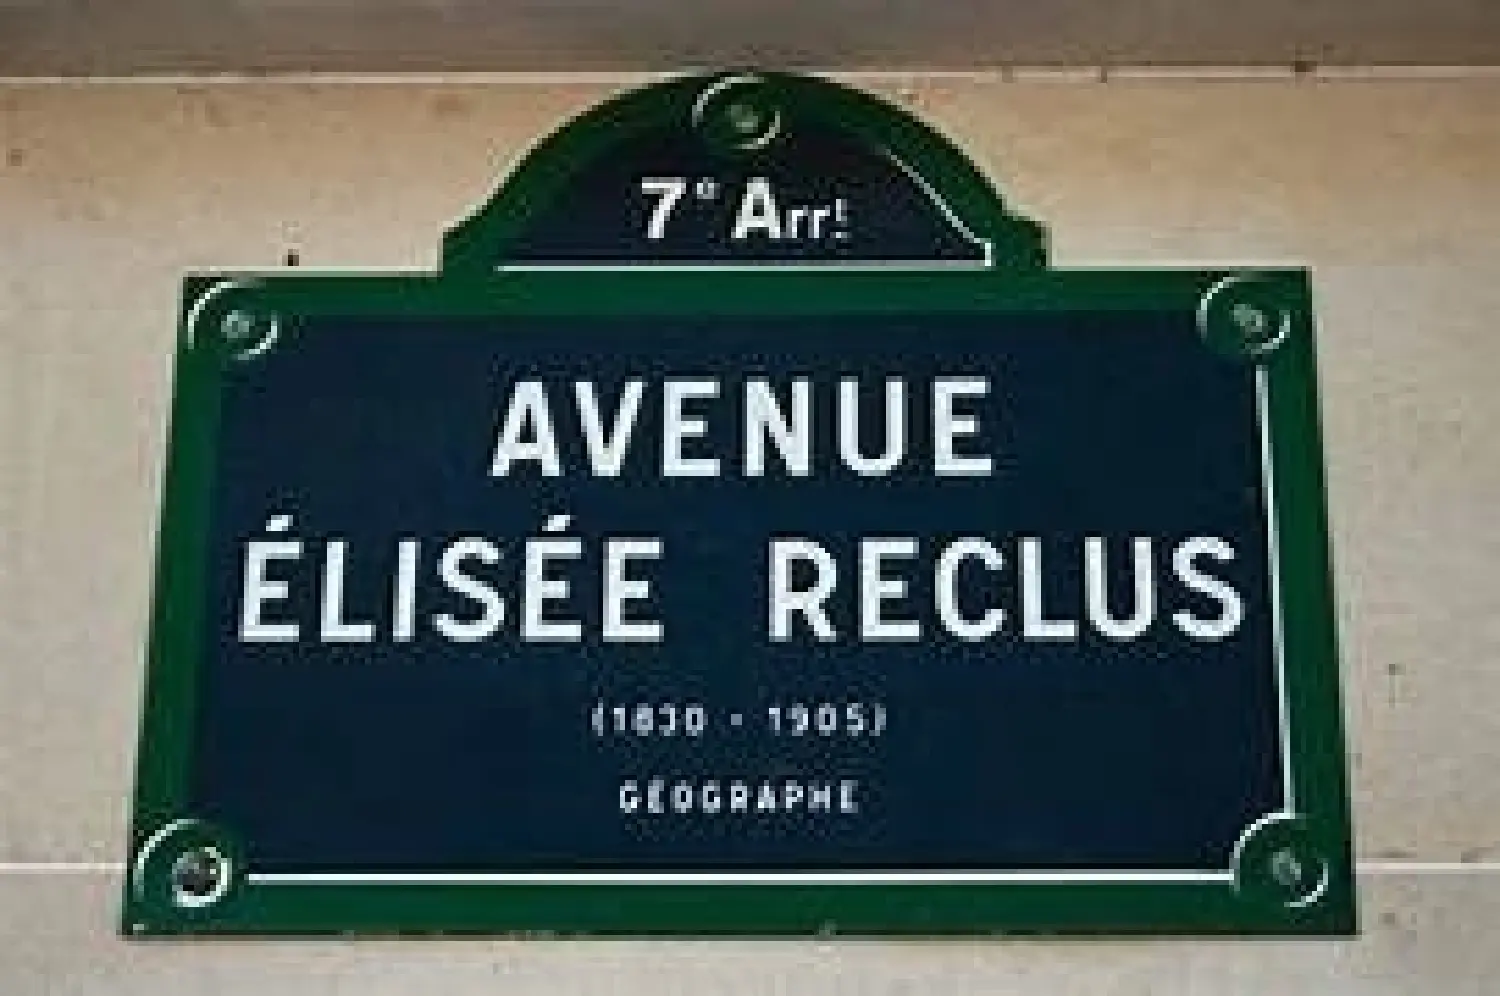 7e Arrt
AVENUE
ÉLISÉE RECLUS
(1830 - 1905)
GÉOGRAPHE